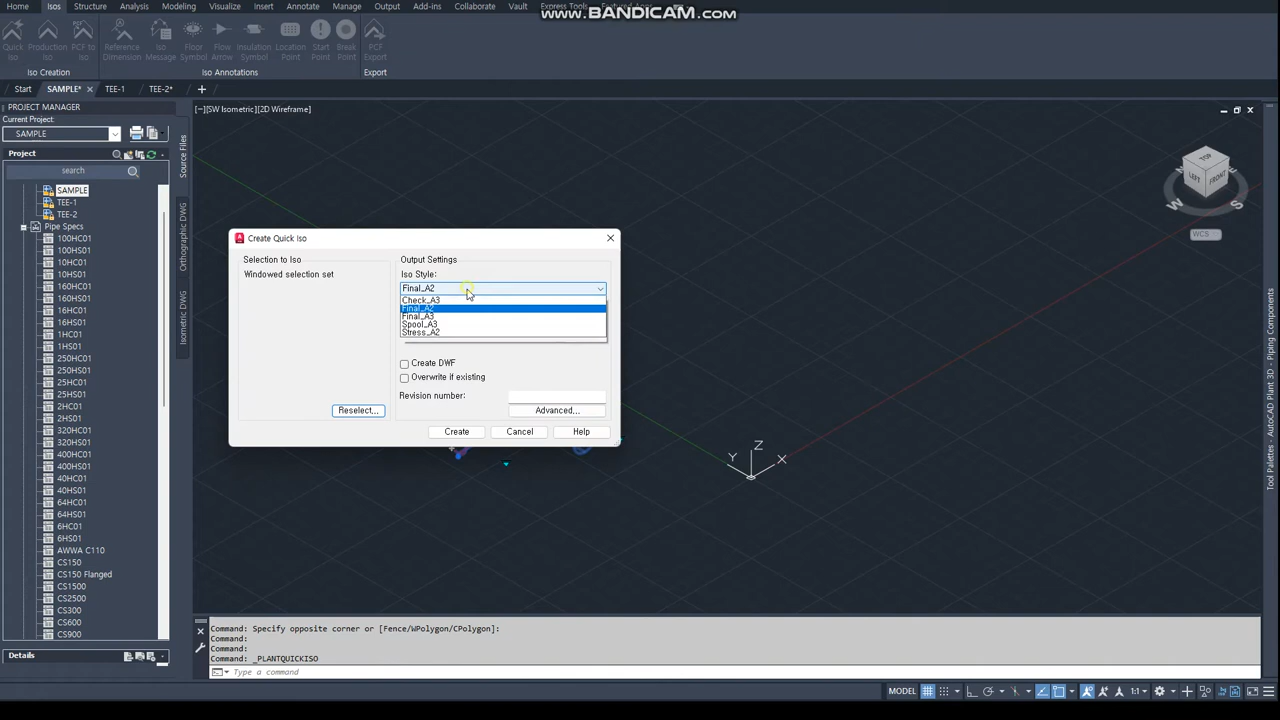 Home Isos Structure Analysis Modeling Visualize Insert Annotate Manage Output Add-ins Collaborate Vault Express Tools Featured Apps
www.BANDICAM.com
Quick Iso
Production Iso
PCF to Iso
Reference Dimension
Iso Message
Floor Symbol
Flow Arrow
Insulation Symbol
Location Point
Start Point
Break Point
PCF Export
Iso Creation
Iso Annotations
Export
Start SAMPLE* TEE-1 TEE-2*
PROJECT MANAGER
Current Project:
SAMPLE
Project
search
SAMPLE
TEE-1
TEE-2
Pipe Specs
100HC01
100HS01
10HC01
10HS01
160HC01
160HS01
16HC01
16HS01
1HC01
1HS01
250HC01
250HS01
25HC01
25HS01
2HC01
2HS01
320HC01
320HS01
400HC01
400HS01
40HC01
40HS01
64HC01
64HS01
6HC01
6HS01
AWWA C110
CS150
CS150 Flanged
CS1500
CS2500
CS300
CS600
CS900
Details
Source Files
Orthographic DWG
Isometric DWG
[−][SW Isometric][2D Wireframe]
TOP
LEFT
FRONT
W
S
WCS
Create Quick Iso
Selection to Iso
Windowed selection set
Reselect...
Output Settings
Iso Style:
Final_A2
Check_A3
Final_A2
Final_A3
Spool_A3
Stress_A2
Create DWF
Overwrite if existing
Revision number:
Advanced...
Create Cancel Help
Y Z X
Tool Palettes - AutoCAD Plant 3D - Piping Components
Command: Specify opposite corner or [Fence/WPolygon/CPolygon]:
Command:
Command:
Command: _PLANTQUICKISO
Type a command
MODEL
1:1